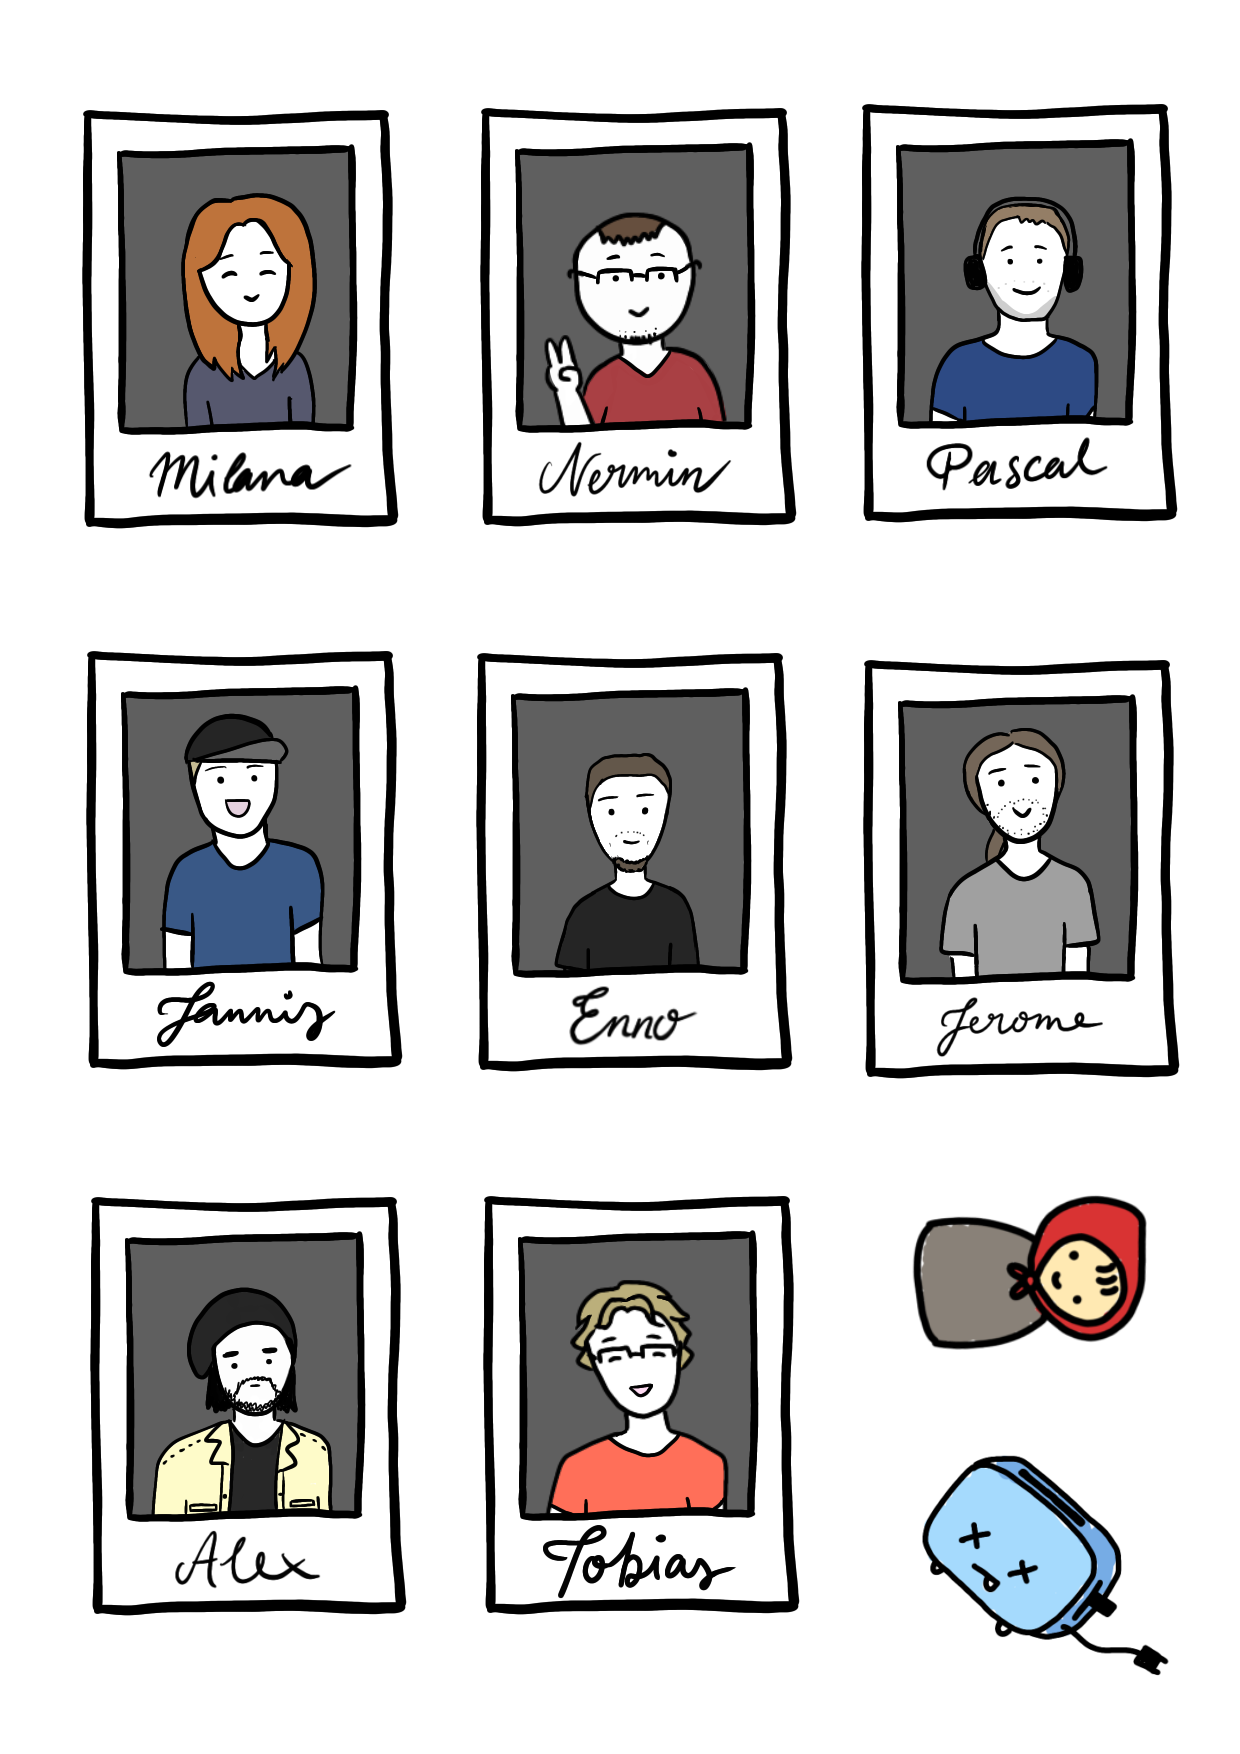 Milana
Nermin
Pascal
Jannis
Enno
Jerome
Alex
Tobias